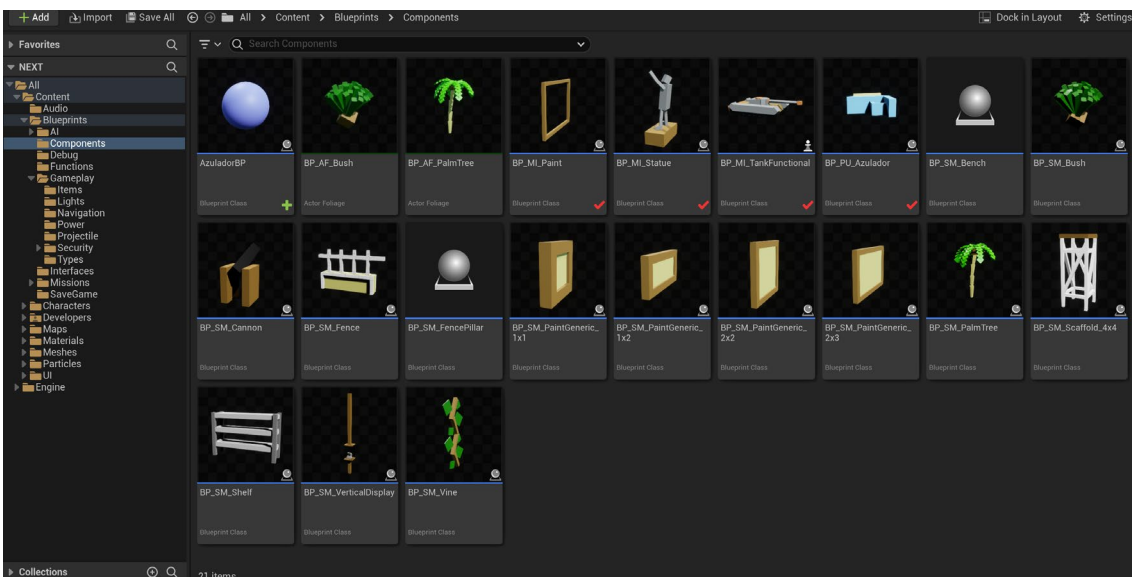 + Add Import Save All All > Content > Blueprints > Components Dock in Layout Settings
Favorites
Search Components
NEXT
All
Content
Audio
Blueprints
AI
Components
Debug
Functions
Gameplay
Items
Lights
Navigation
Power
Projectile
Security
Types
Interfaces
Missions
SaveGame
Characters
Developers
Maps
Materials
Meshes
Particles
UI
Engine
Collections
AzuladorBP
Blueprint Class
BP_AF_Bush
Actor Foliage
BP_AF_PalmTree
Actor Foliage
BP_MI_Paint
Blueprint Class
BP_MI_Statue
Blueprint Class
BP_MI_TankFunctional
Blueprint Class
BP_PU_Azulador
Blueprint Class
BP_SM_Bench
Blueprint Class
BP_SM_Bush
Blueprint Class
BP_SM_Cannon
Blueprint Class
BP_SM_Fence
Blueprint Class
BP_SM_FencePillar
Blueprint Class
BP_SM_PaintGeneric_
1x1
Blueprint Class
BP_SM_PaintGeneric_
1x2
Blueprint Class
BP_SM_PaintGeneric_
2x2
Blueprint Class
BP_SM_PaintGeneric_
2x3
Blueprint Class
BP_SM_PalmTree
Blueprint Class
BP_SM_Scaffold_4x4
Blueprint Class
BP_SM_Shelf
Blueprint Class
BP_SM_VerticalDisplay
Blueprint Class
BP_SM_Vine
Blueprint Class
21 items